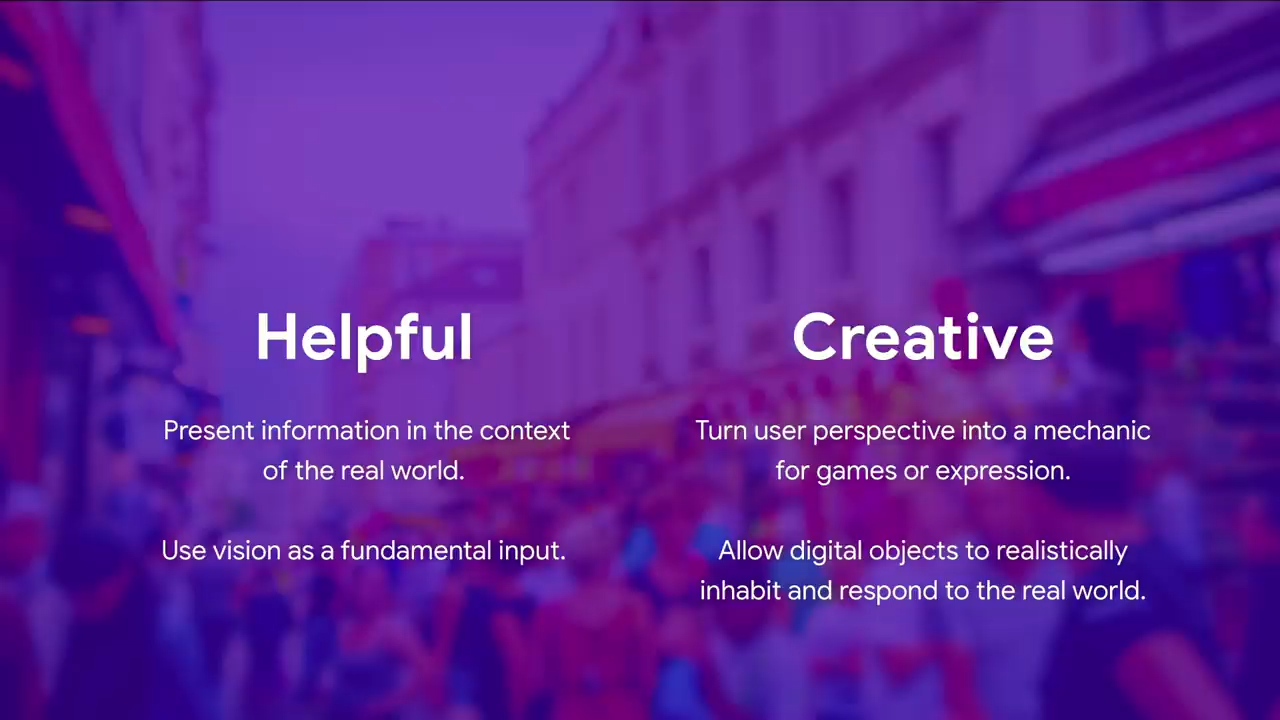 Helpful
Present information in the context
of the real world.
Use vision as a fundamental input.
Creative
Turn user perspective into a mechanic
for games or expression.
Allow digital objects to realistically
inhabit and respond to the real world.